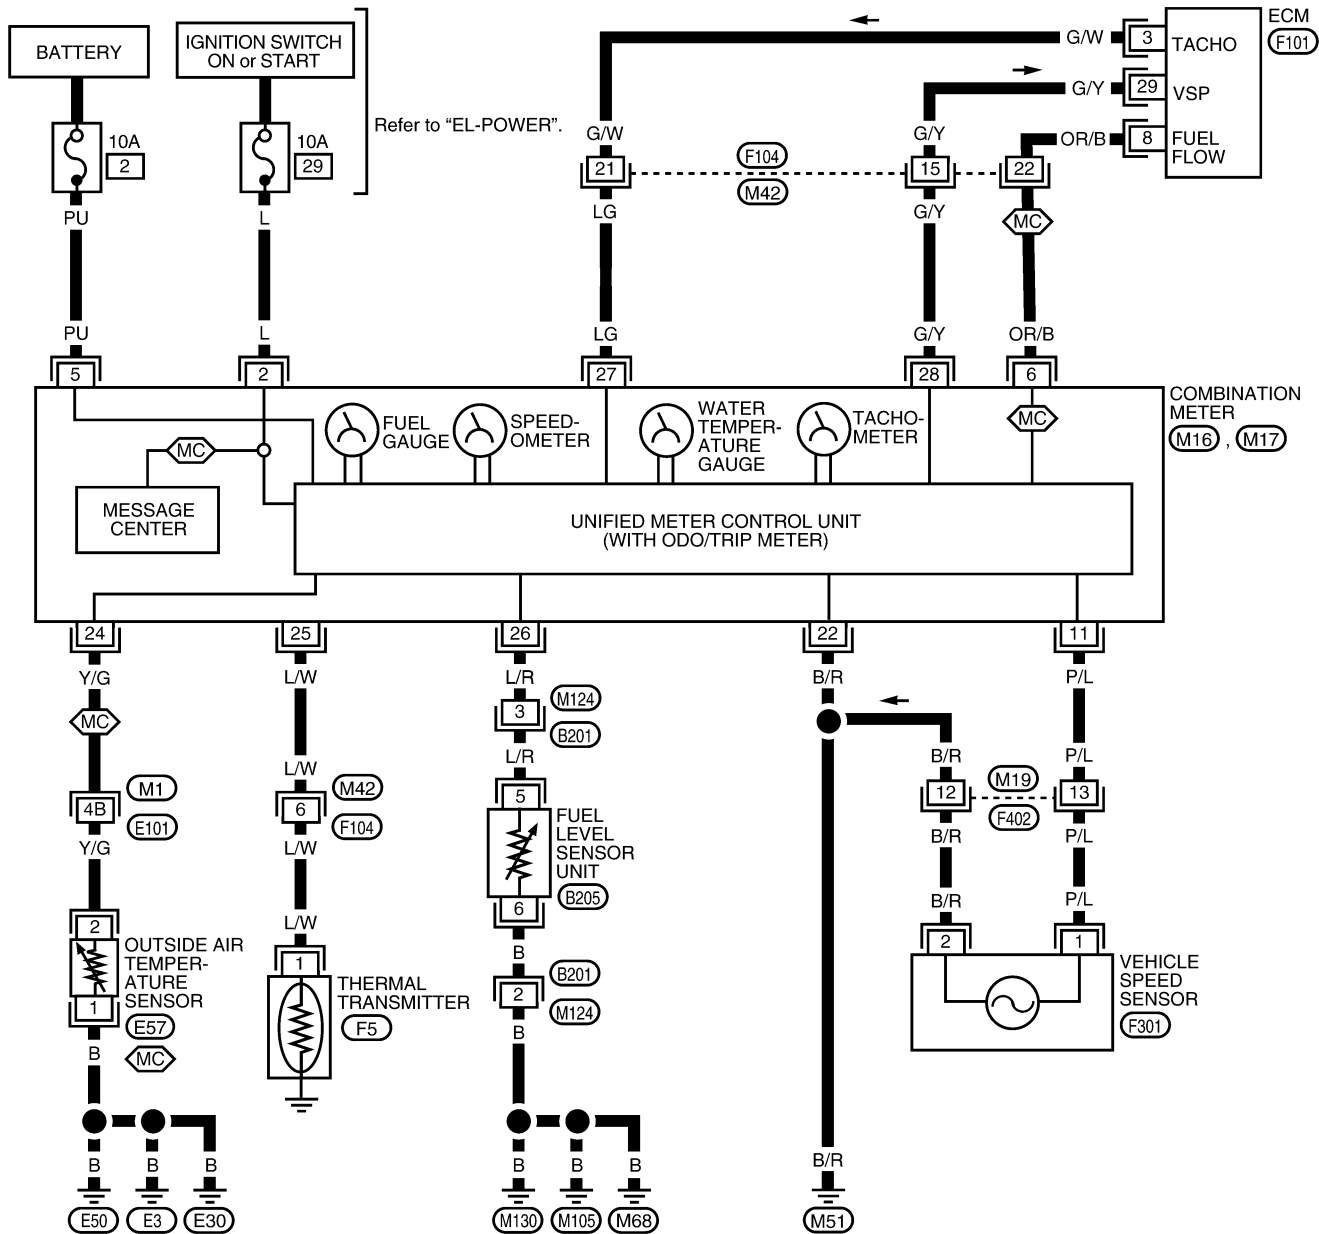 BATTERY
IGNITION SWITCH
ON or START
10A
2
10A
29
Refer to “EL-POWER”.
ECM
F101
3
TACHO
29
VSP
8
FUEL
FLOW
G/W
G/Y
OR/B
G/W
G/Y
21
F104
M42
15
22
PU
L
LG
G/Y
MC
PU
L
LG
G/Y
OR/B
5
2
27
28
6
COMBINATION
METER
M16 , M17
FUEL
GAUGE
SPEED-
OMETER
WATER
TEMPER-
ATURE
GAUGE
TACHO-
METER
MC
MC
MESSAGE
CENTER
UNIFIED METER CONTROL UNIT
(WITH ODO/TRIP METER)
24
25
26
22
11
Y/G
L/W
L/R
B/R
P/L
MC
3
M124
B201
L/R
L/W
B/R
P/L
4B
M1
E101
6
M42
F104
5
FUEL
LEVEL
SENSOR
UNIT
B205
6
12
M19
F402
13
Y/G
L/W
B/R
P/L
L/W
B/R
P/L
2
OUTSIDE AIR
TEMPER-
ATURE
SENSOR
1
E57
MC
1
THERMAL
TRANSMITTER
F5
B
2
B201
M124
B
2
1
VEHICLE
SPEED
SENSOR
F301
B
B
B
B
B
B
B
B/R
E50
E3
E30
M130
M105
M68
M51